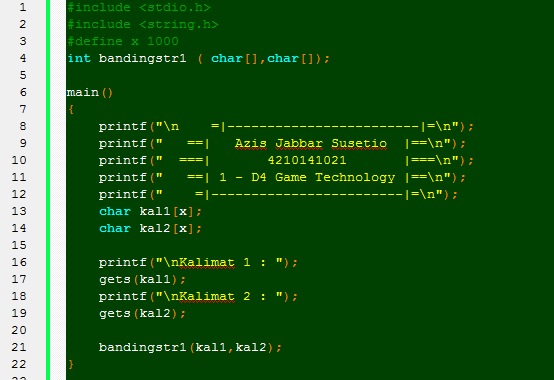 1 #include <stdio.h>
2 #include <string.h>
3 #define x 1000
4 int bandingstr1 ( char[],char[]);
5
6 main()
7 {
8     printf("\n    =|------------------------|=\n");
9     printf("   ==|   Azis Jabbar Susetio  |==\n");
10     printf("  ===|       4210141021       |===\n");
11     printf("   ==| 1 - D4 Game Technology |==\n");
12     printf("    =|------------------------|=\n");
13     char kal1[x];
14     char kal2[x];
15
16     printf("\nKalimat 1 : ");
17     gets(kal1);
18     printf("\nKalimat 2 : ");
19     gets(kal2);
20
21     bandingstr1(kal1,kal2);
22 }